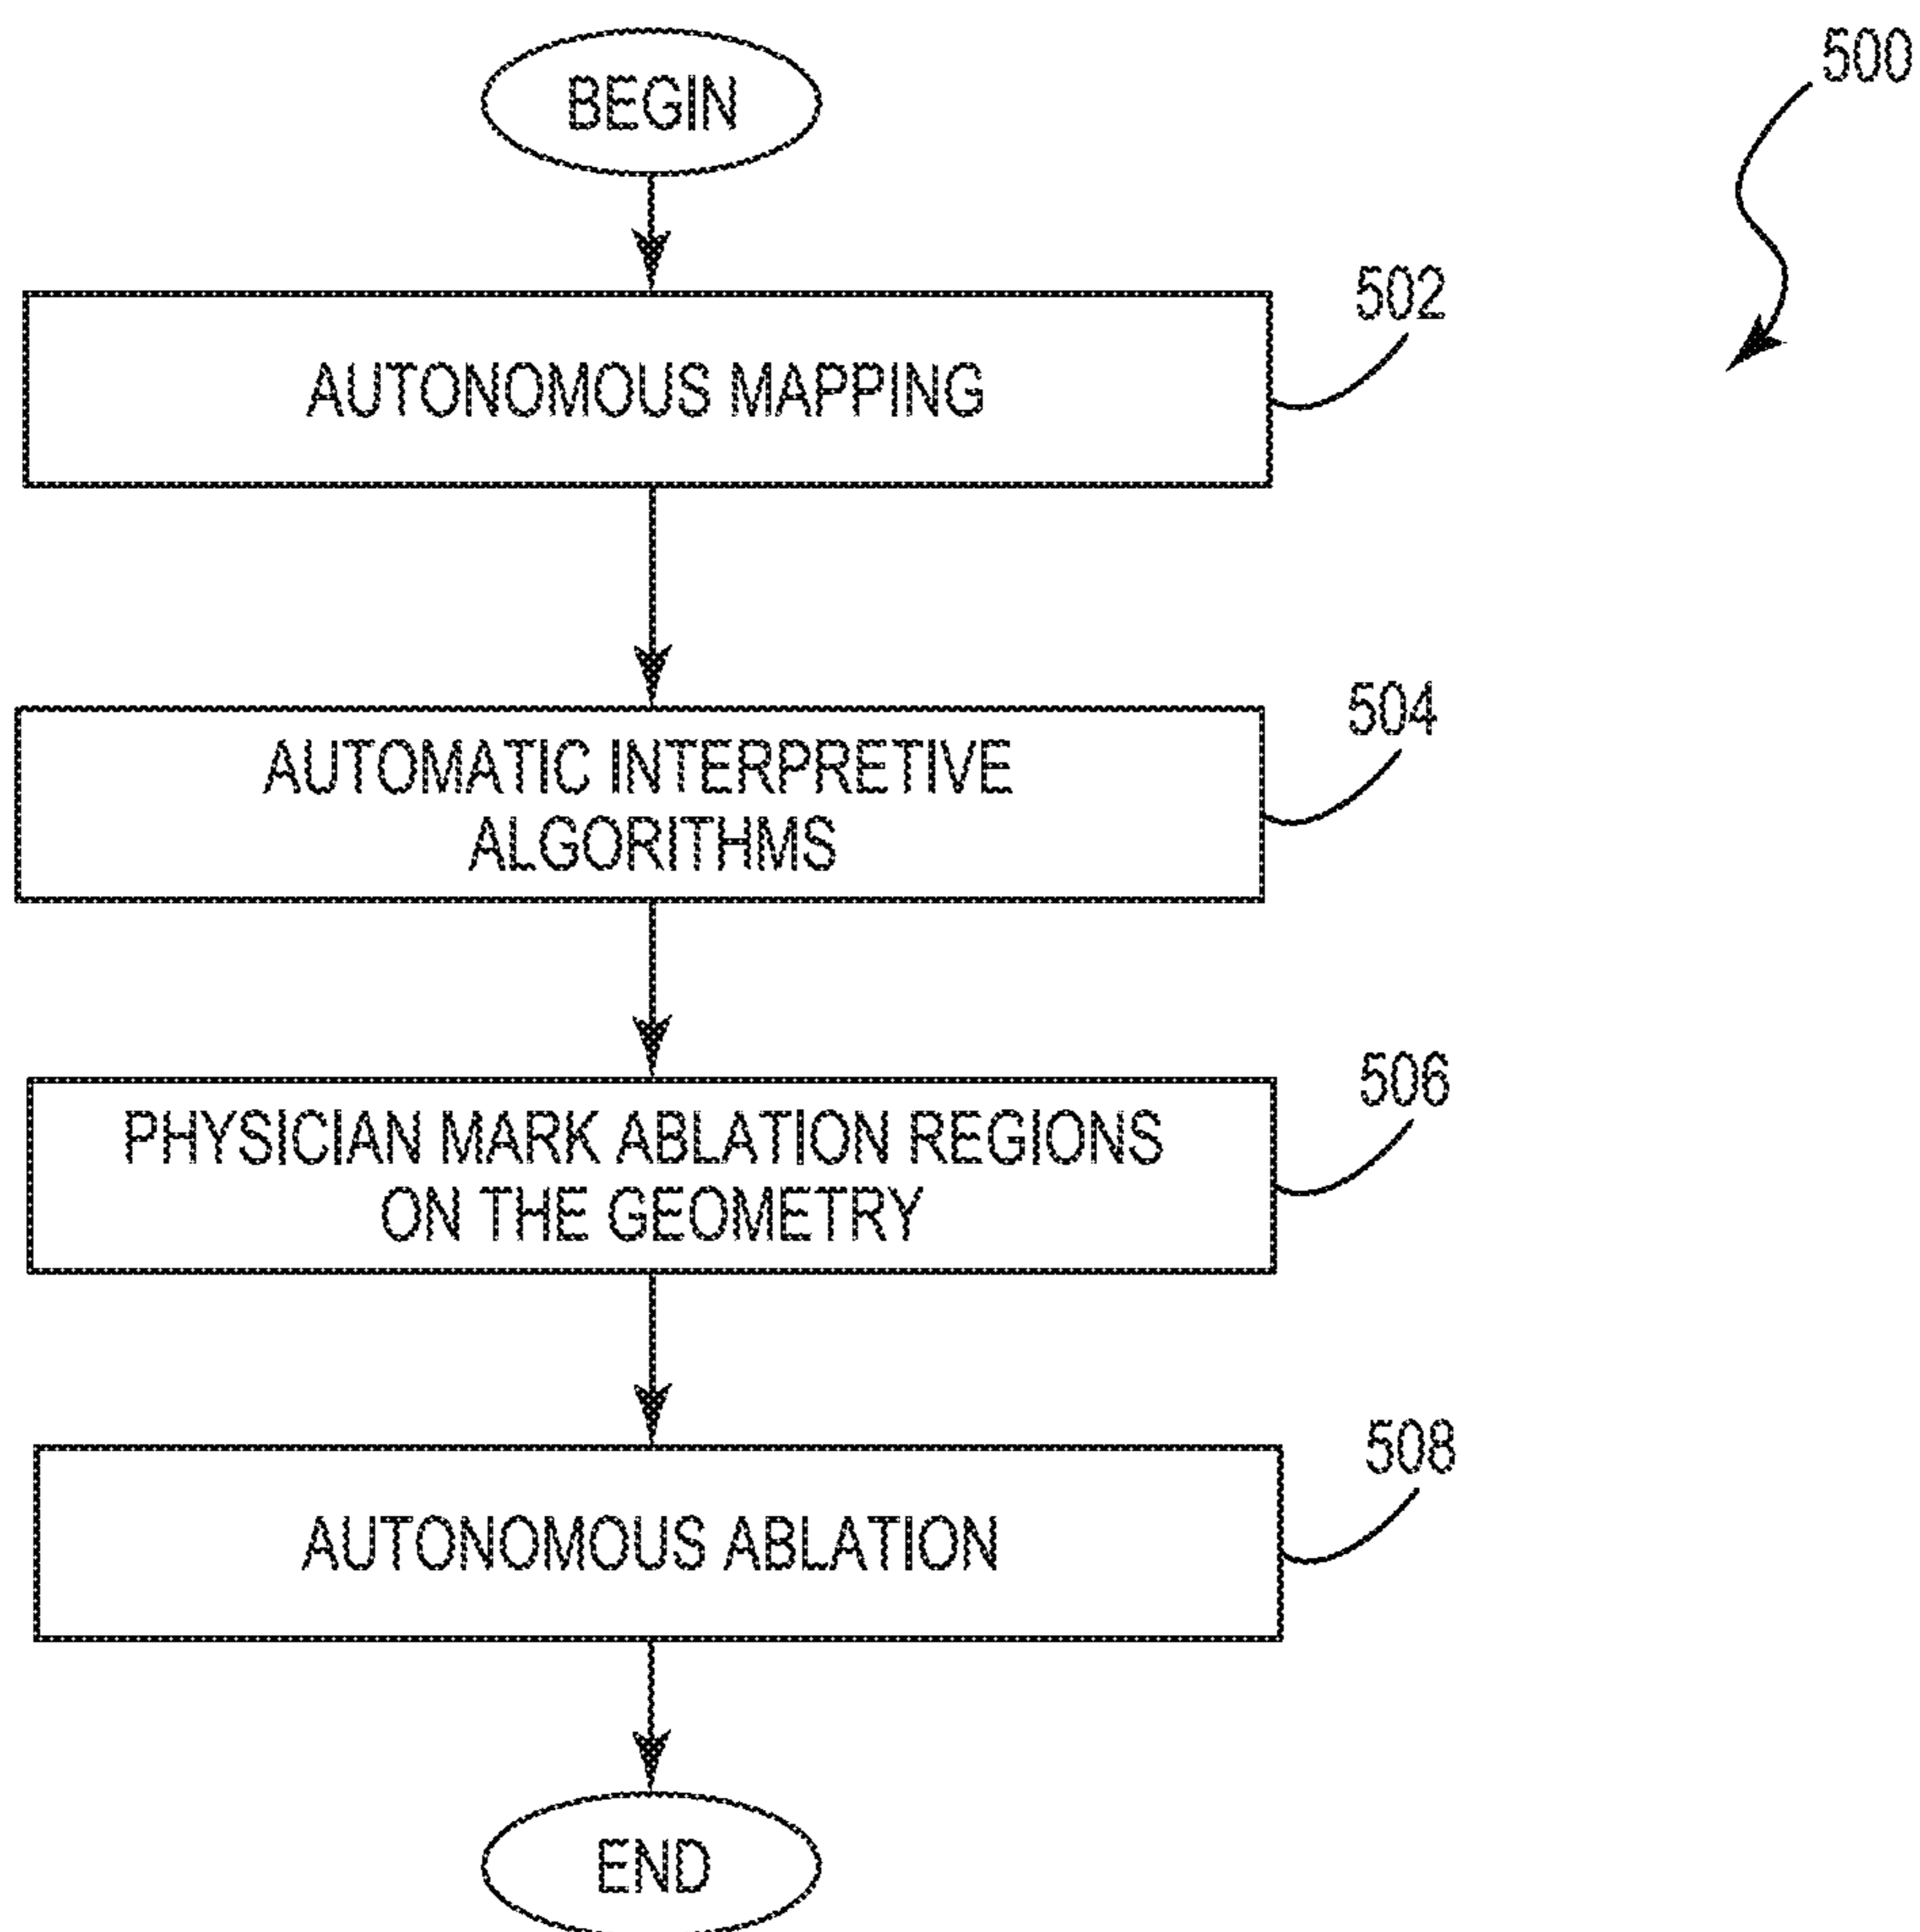 BEGIN
500
502
AUTONOMOUS MAPPING
504
AUTOMATIC INTERPRETIVE
ALGORITHMS
506
PHYSICIAN MARK ABLATION REGIONS
ON THE GEOMETRY
508
AUTONOMOUS ABLATION
END